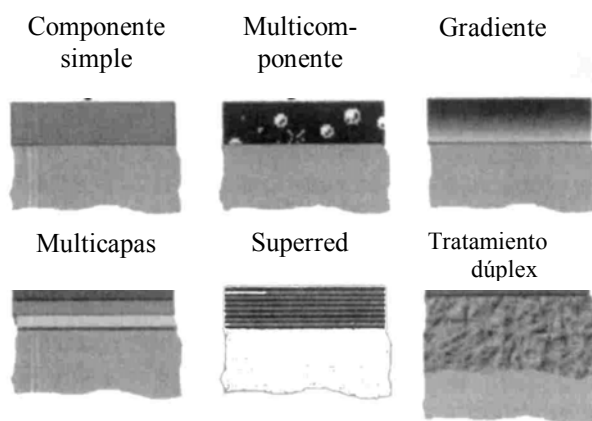 Componente
simple
Multicom-
ponente
Gradiente
Multicapas
Superred
Tratamiento
dúplex